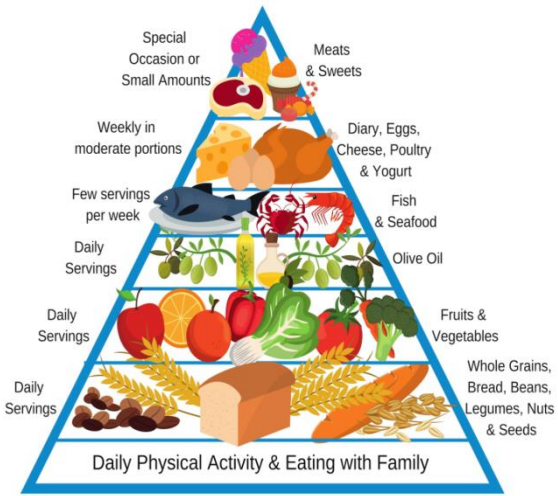 Special
Occasion or
Small Amounts
Meats
& Sweets
Weekly in
moderate portions
Diary, Eggs,
Cheese, Poultry
& Yogurt
Few servings
per week
Fish
& Seafood
Daily
Servings
Olive Oil
Daily
Servings
Fruits &
Vegetables
Daily
Servings
Whole Grains,
Bread, Beans,
Legumes, Nuts
& Seeds
Daily Physical Activity & Eating with Family